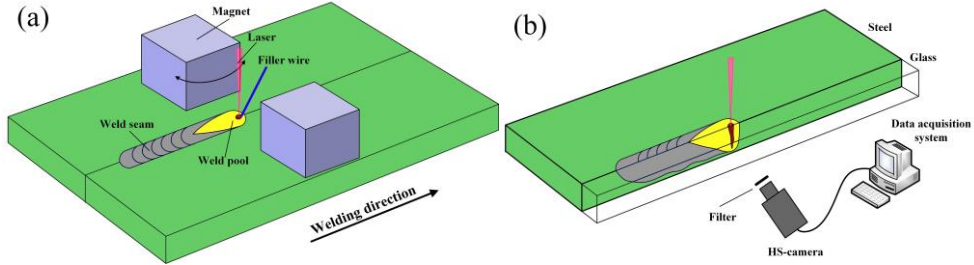 (a)
Magnet
Laser
Filler wire
Weld seam
Weld pool
Welding direction
(b)
Steel
Glass
Data acquisition
system
Filter
HS-camera